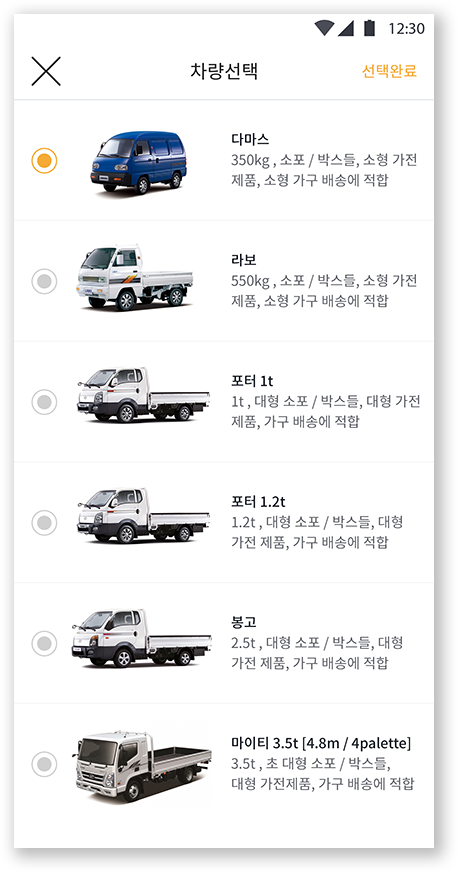 12:30
차량선택
선택완료
다마스
350kg , 소포 / 박스들, 소형 가전
제품, 소형 가구 배송에 적합
라보
550kg , 소포 / 박스들, 소형 가전
제품, 소형 가구 배송에 적합
포터 1t
1t , 대형 소포 / 박스들, 대형 가전
제품, 가구 배송에 적합
포터 1.2t
1.2t , 대형 소포 / 박스들, 대형
가전 제품, 가구 배송에 적합
봉고
2.5t , 대형 소포 / 박스들, 대형
가전 제품, 가구 배송에 적합
마이티 3.5t [4.8m / 4palette]
3.5t , 초 대형 소포 / 박스들,
대형 가전제품, 가구 배송에 적합